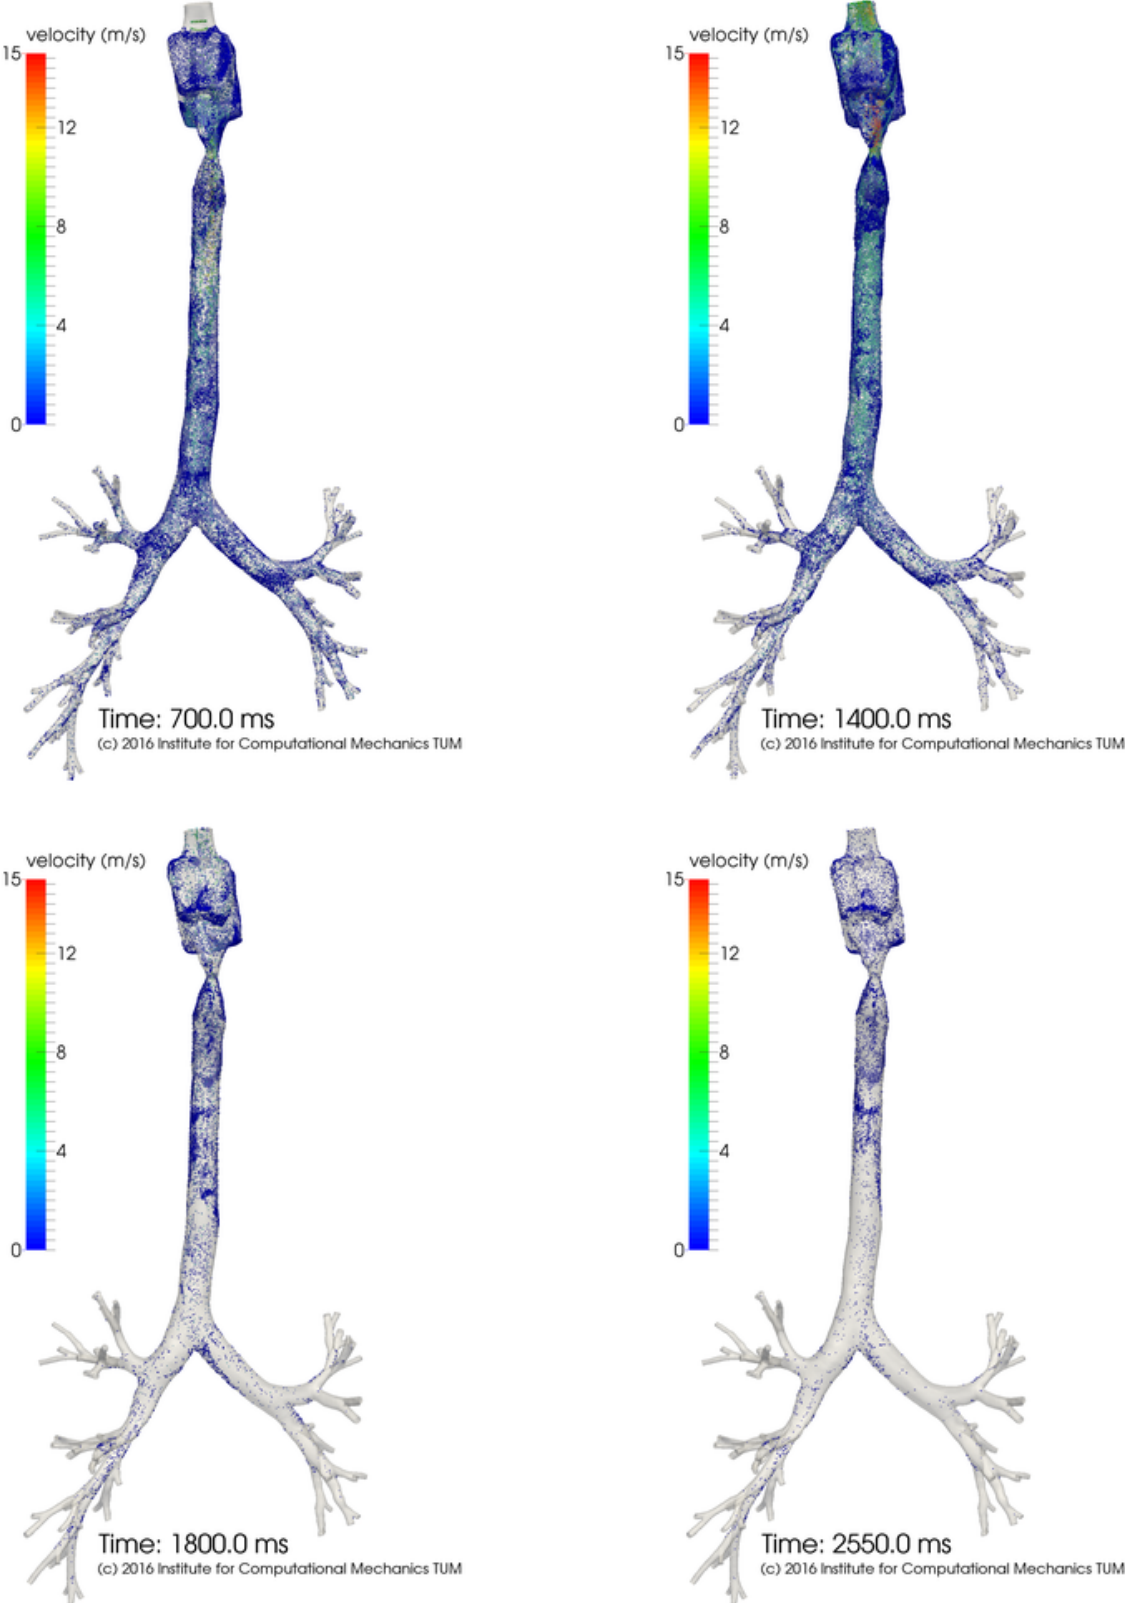 velocity (m/s)
15
12
8
4
0
Time: 700.0 ms
(c) 2016 Institute for Computational Mechanics TUM
velocity (m/s)
15
12
8
4
0
Time: 1400.0 ms
(c) 2016 Institute for Computational Mechanics TUM
velocity (m/s)
15
12
8
4
0
Time: 1800.0 ms
(c) 2016 Institute for Computational Mechanics TUM
velocity (m/s)
15
12
8
4
0
Time: 2550.0 ms
(c) 2016 Institute for Computational Mechanics TUM